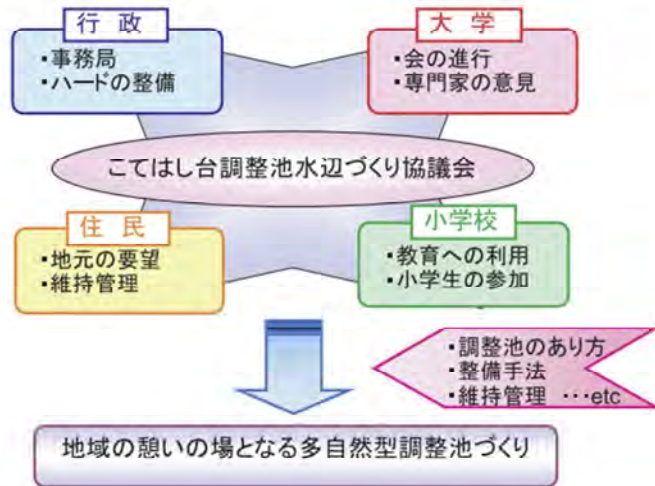 行 政
・事務局
・ハードの整備
大 学
・会の進行
・専門家の意見
こてはし台調整池水辺づくり協議会
住 民
・地元の要望
・維持管理
小学校
・教育への利用
・小学生の参加
・調整池のあり方
・整備手法
・維持管理 ・・・etc
地域の憩いの場となる多自然型調整池づくり